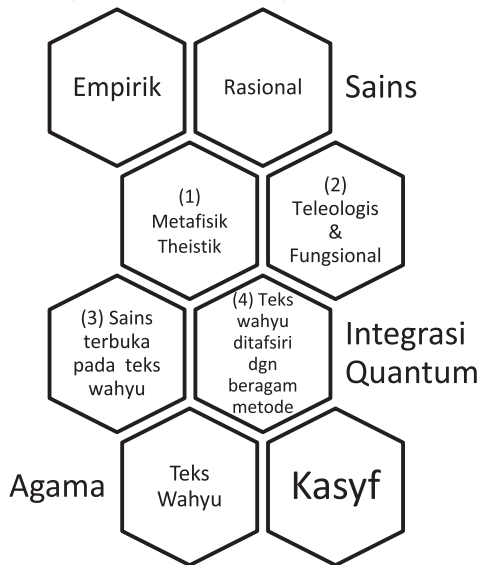 Empirik
Rasional
Sains
(1)
Metafisik
Theistik
(2)
Teleologis
&
Fungsional
(3) Sains
terbuka
pada teks
wahyu
(4) Teks
wahyu
ditafsiri
dgn
beragam
metode
Integrasi
Quantum
Agama
Teks
Wahyu
Kasyf